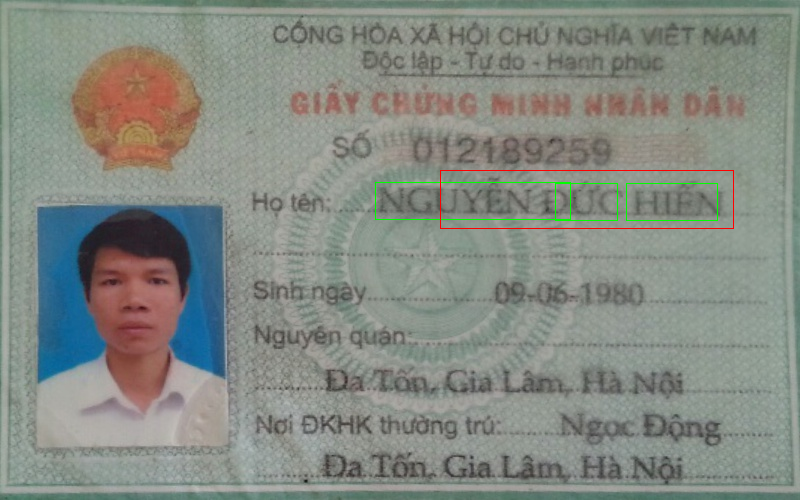 CỘNG HÒA XÃ HỘI CHỦ NGHĨA VIỆT NAM
Độc lập - Tự do - Hạnh phúc
GIẤY CHỨNG MINH NHÂN DÂN
SỐ 012189259
Họ tên: NGUYỄN ĐỨC HIỀN
Sinh ngày 09-06-1980
Nguyên quán:
Đa Tốn, Gia Lâm, Hà Nội
Nơi ĐKHK thường trú: Ngọc Động
Đa Tốn, Gia Lâm, Hà Nội